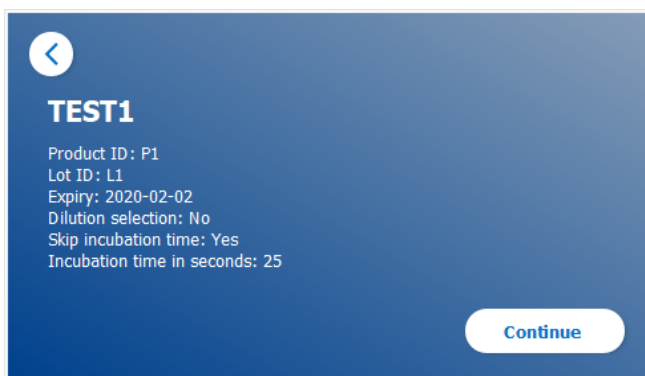 TEST1
Product ID: P1
Lot ID: L1
Expiry: 2020-02-02
Dilution selection: No
Skip incubation time: Yes
Incubation time in seconds: 25
Continue